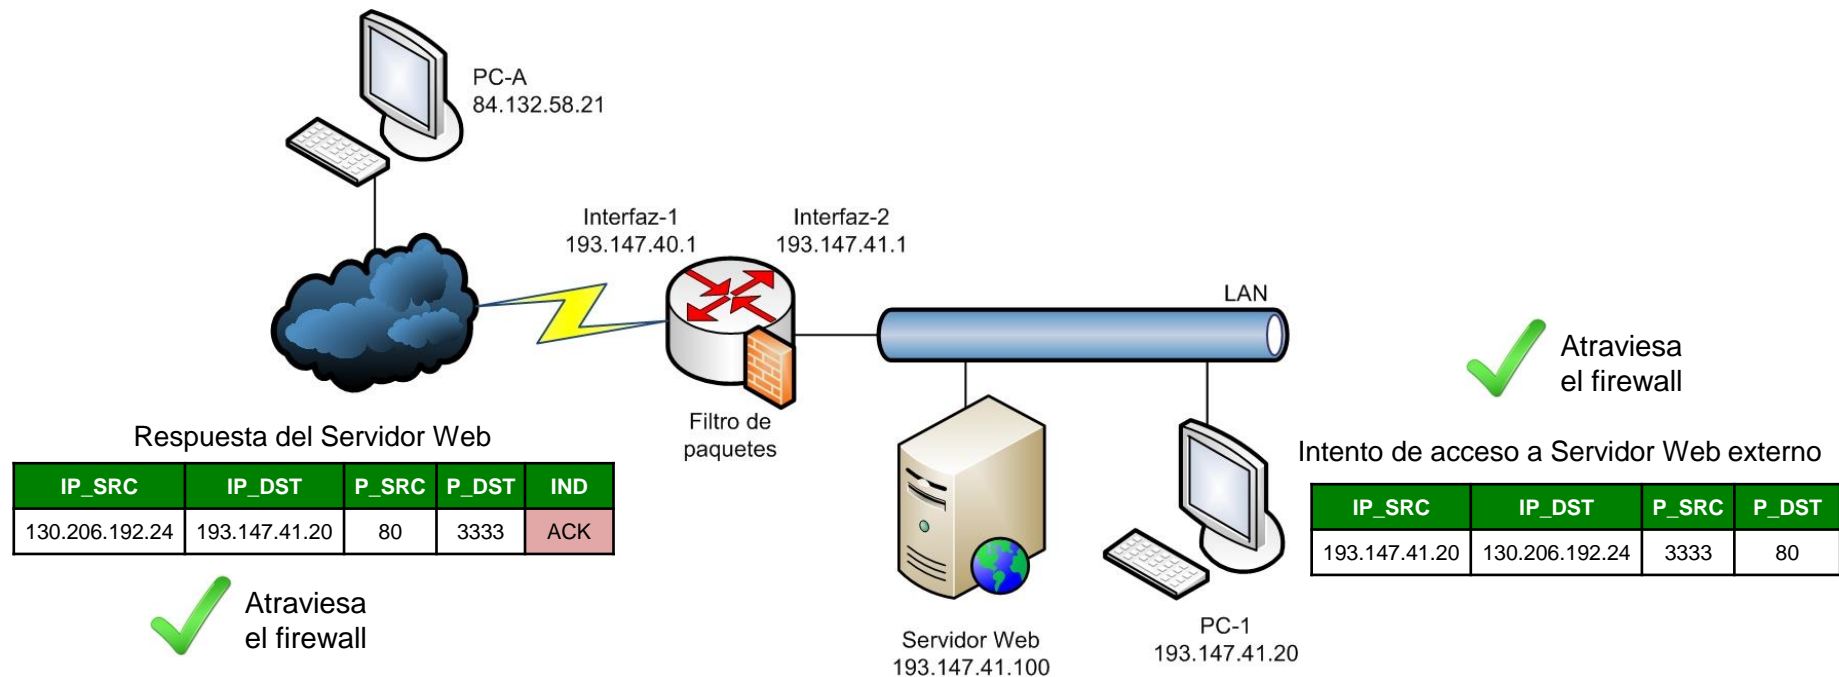 PC-A
84.132.58.21
Interfaz-1
193.147.40.1
Interfaz-2
193.147.41.1
LAN
Atraviesa
el firewall
Filtro de
paquetes
Respuesta del Servidor Web
IP_SRC IP_DST P_SRC P_DST IND
130.206.192.24 193.147.41.20 80 3333 ACK
Atraviesa
el firewall
Intento de acceso a Servidor Web externo
IP_SRC IP_DST P_SRC P_DST
193.147.41.20 130.206.192.24 3333 80
Servidor Web
193.147.41.100
PC-1
193.147.41.20